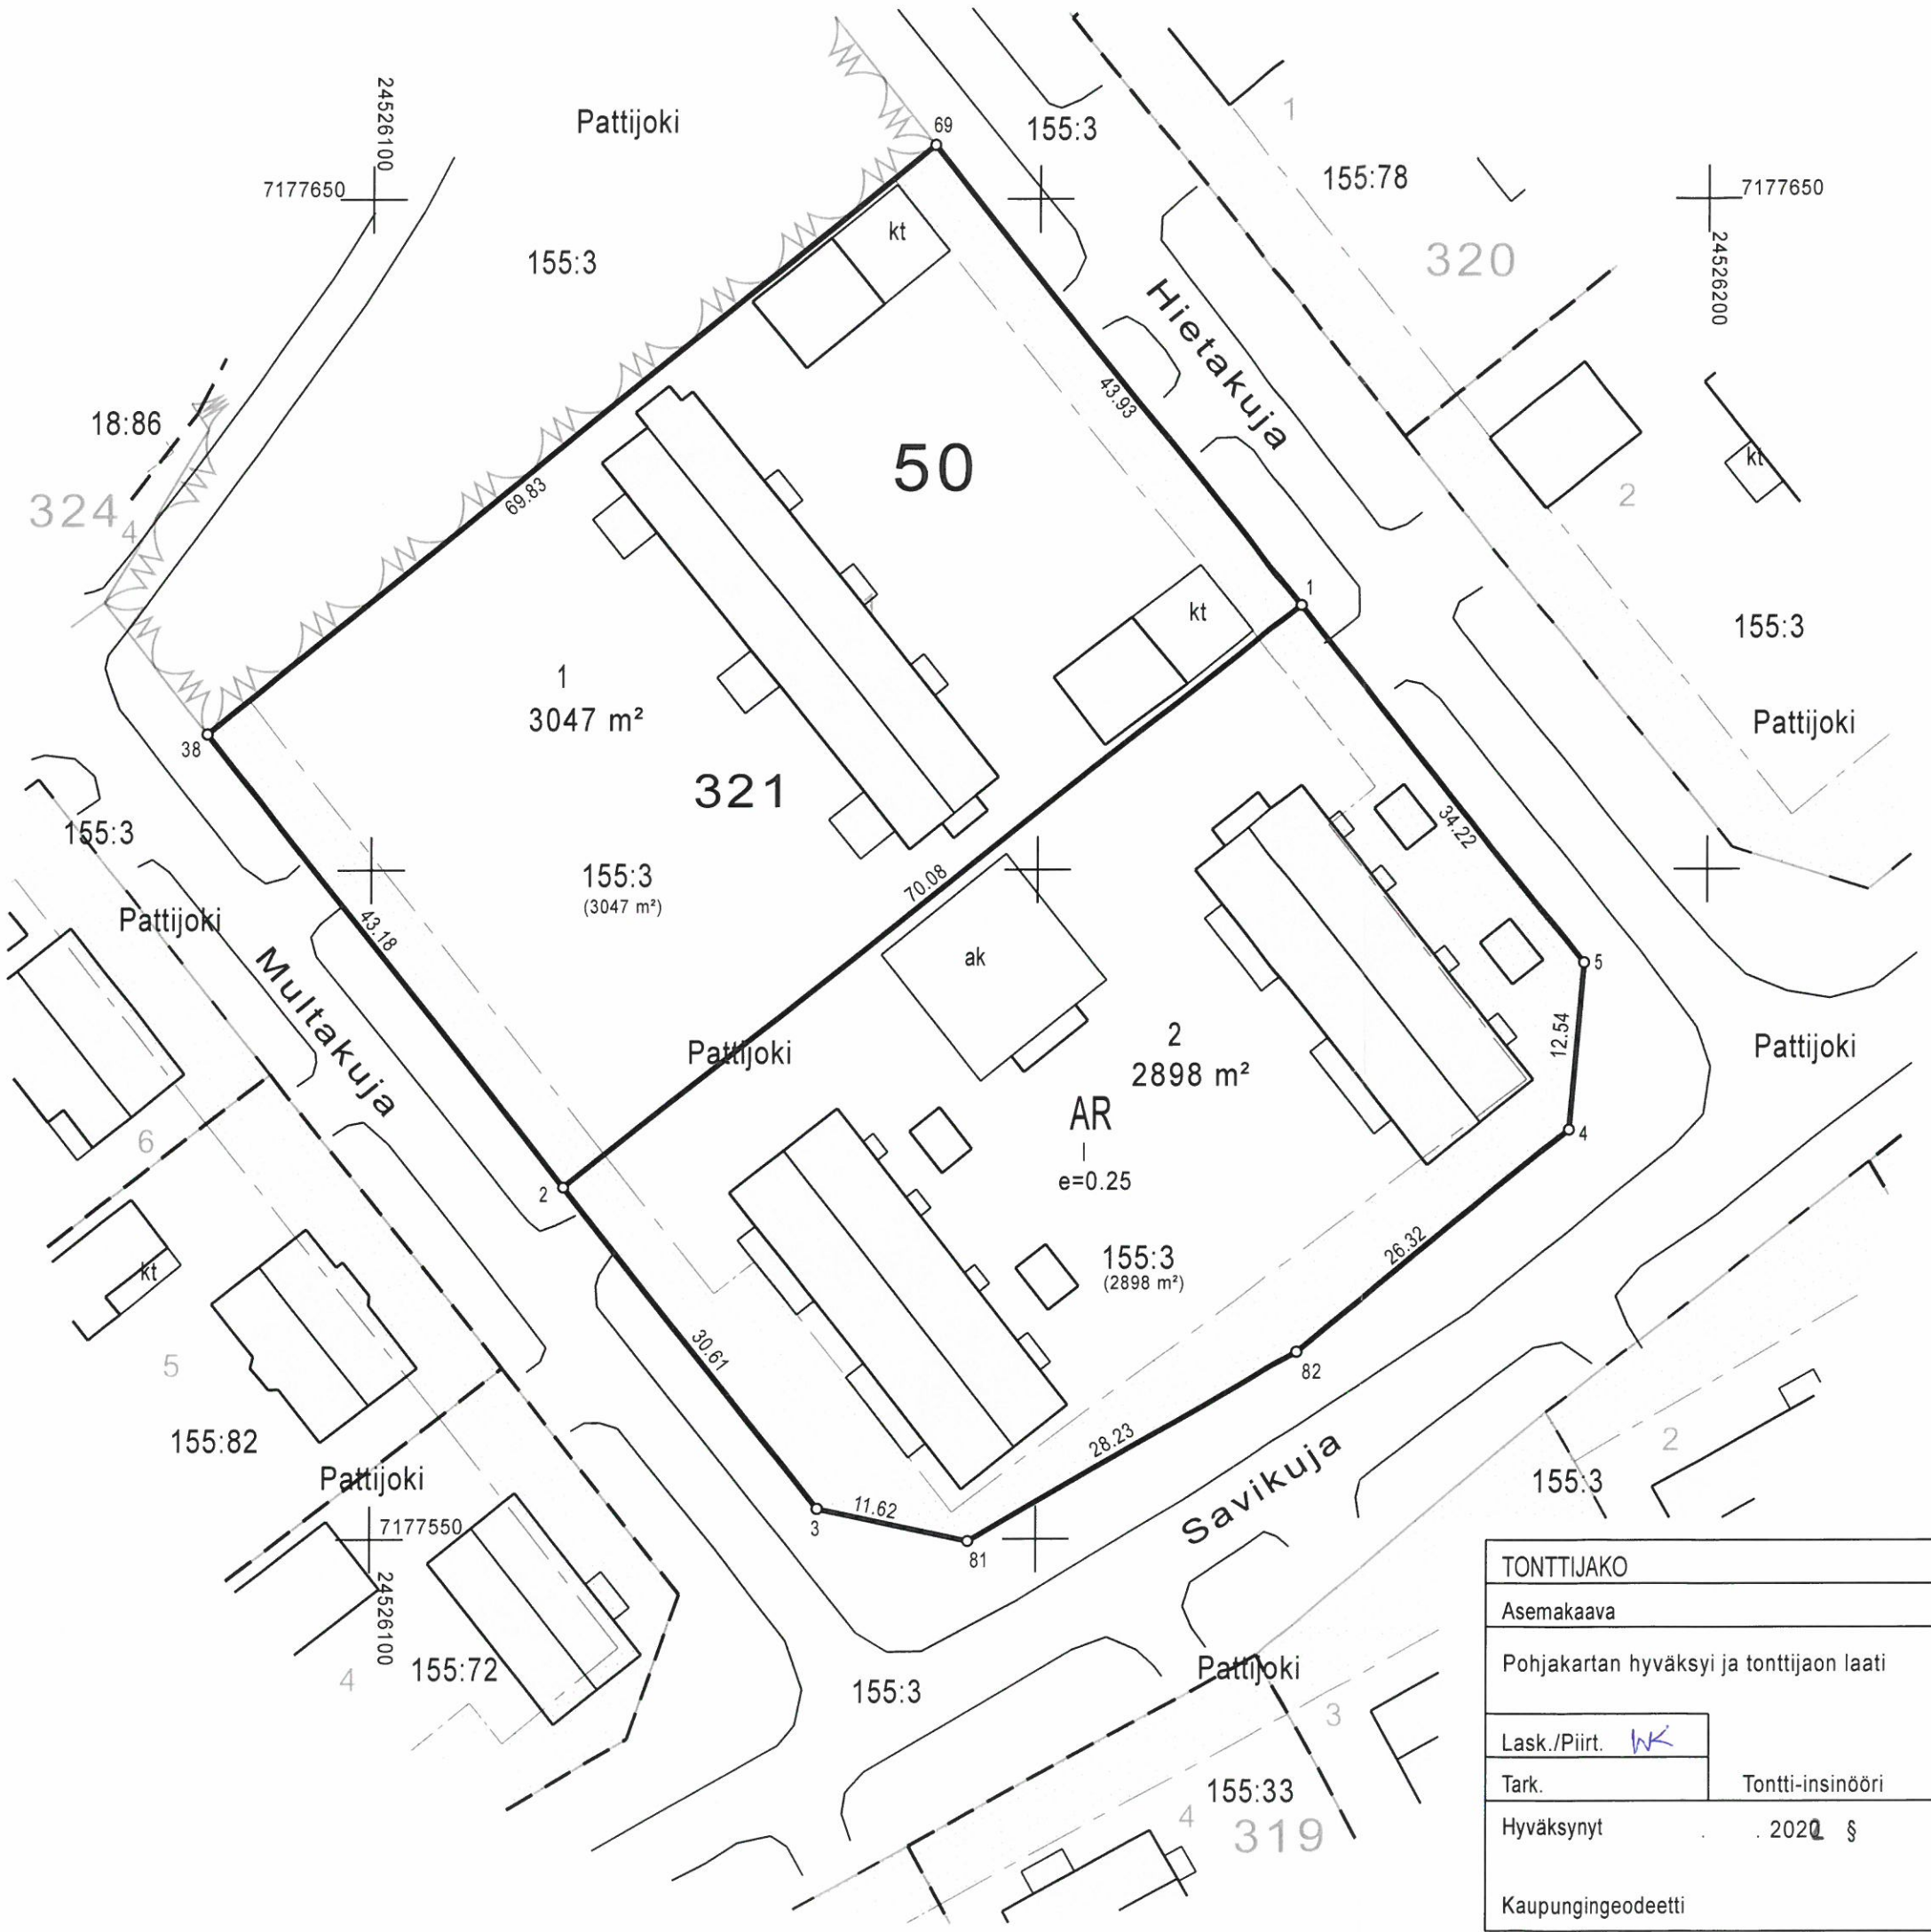 69
Pattijoki
155:3
24526100
7177650
155:78
1
7177650
24526200
320
kt
155:3
Hietakuja
43.93
18:86
324
4
69.83
50
kt
2
1
kt
155:3
1
3047 m²
38
321
Pattijoki
155:3
34.22
155:3
(3047 m²)
70.08
Pattijoki
43.18
ak
5
Multakuja
12.54
2
2898 m²
Pattijoki
Pattijoki
AR
I
e=0.25
4
6
2
155:3
(2898 m²)
26.32
kt
30.61
82
5
28.23
155:82
Savikuja
2
155:3
Pattijoki
11.62
3
81
7177550
24526100
4
155:72
155:3
Pattijoki
3
155:33
4
319
TONTTIJAKO
Asemakaava
Pohjakartan hyväksyi ja tonttijaon laati
Lask./Piirt. WK
Tark.
Tontti-insinööri
Hyväksynyt . . 2022 §
Kaupungingeodeetti